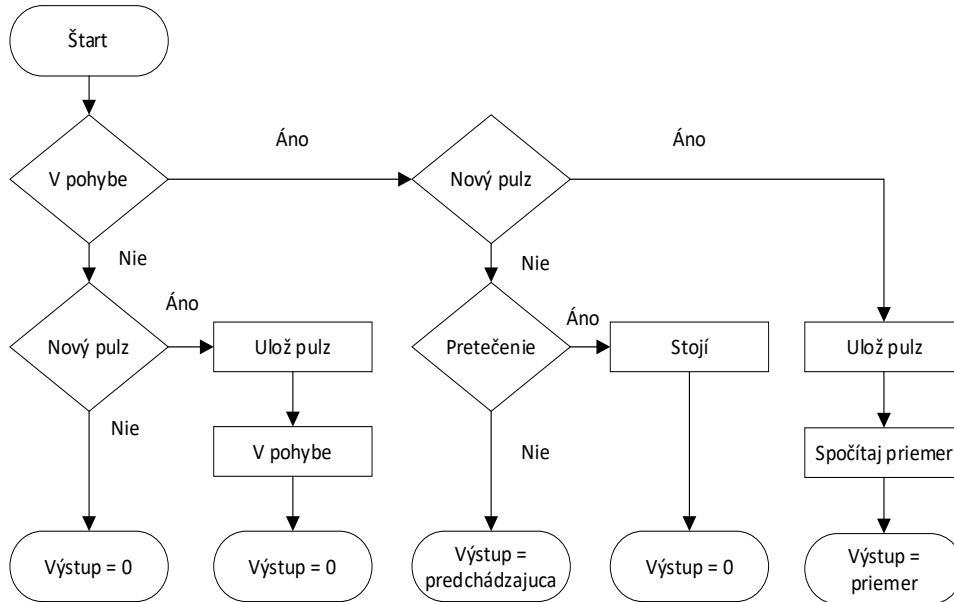 Štart
Áno
Áno
V pohybe
Nový pulz
Nie
Nie
Áno
Áno
Nový pulz
Ulož pulz
Pretečenie
Stojí
Ulož pulz
Nie
V pohybe
Nie
Spočítaj priemer
Výstup = 0
Výstup = 0
Výstup =
predchádzajuca
Výstup = 0
Výstup =
priemer